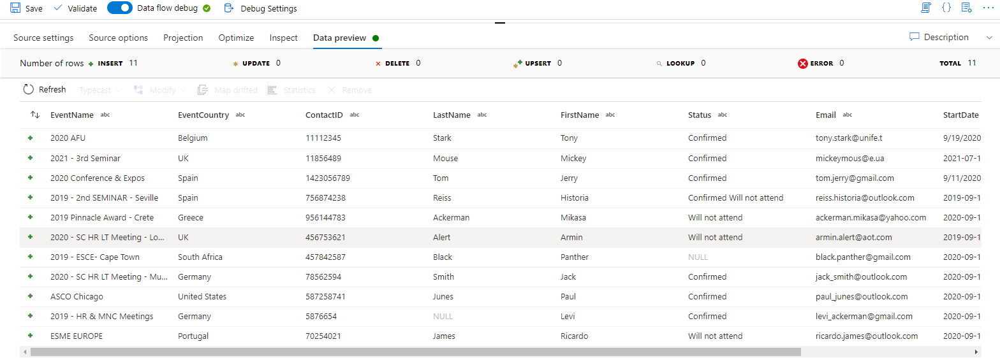 Save Validate Data flow debug Debug Settings { } ...
Source settings Source options Projection Optimize Inspect Data preview Description
Number of rows INSERT 11 UPDATE 0 DELETE 0 UPSERT 0 LOOKUP 0 ERROR 0 TOTAL 11
Refresh Typecast Modify Map drifted Statistics Remove
EventName abc EventCountry abc ContactID abc LastName abc FirstName abc Status abc Email abc StartDate
2020 AFU Belgium 11112345 Stark Tony Confirmed tony.stark@unife.t 9/19/2020
2021 - 3rd Seminar UK 11856489 Mouse Mickey Confirmed mickeymous@e.ua 2021-07-1
2020 Conference & Expos Spain 1423056789 Tom Jerry Confirmed tom.jerry@gmail.com 9/11/2020
2019 - 2nd SEMINAR - Seville Spain 756874238 Reiss Historia Confirmed Will not attend reiss.historia@outlook.com 2019-09-1
2019 Pinnacle Award - Crete Greece 956144783 Ackerman Mikasa Will not attend ackerman.mikasa@yahoo.com 2020-09-1
2020 - SC HR LT Meeting - Lo... UK 456753621 Alert Armin Will not attend armin.alert@aot.com 2019-09-1
2019 - ESCE- Cape Town South Africa 457842587 Black Panther NULL black.panther@gmail.com 2020-09-1
2020 - SC HR LT Meeting - Mu... Germany 78562594 Smith Jack Confirmed jack_smith@outlook.com 2020-09-1
ASCO Chicago United States 587258741 Junes Paul Confirmed paul_junes@outlook.com 2020-09-1
2019 - HR & MNC Meetings Germany 5876654 NULL Levi Confirmed levi_ackerman@gmail.com 2020-09-1
ESME EUROPE Portugal 70254021 James Ricardo Will not attend ricardo.james@outlook.com 2020-09-1